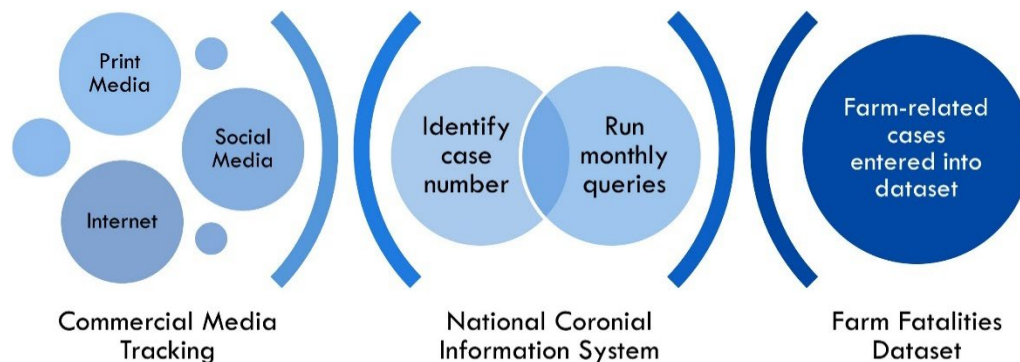 Print
Media
Social
Media
Internet
Identify
case
number
Run
monthly
queries
Farm-related
cases
entered into
dataset
Commercial Media
Tracking
National Coronial
Information System
Farm Fatalities
Dataset